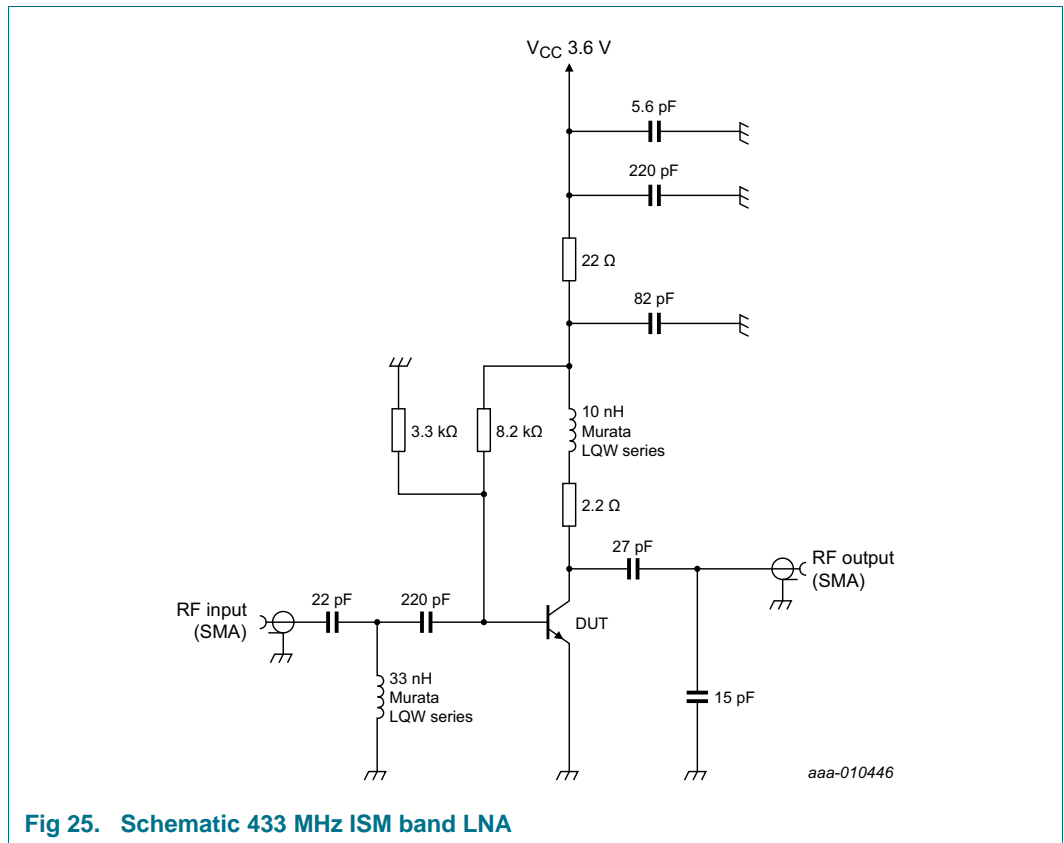 VCC 3.6 V
5.6 pF
220 pF
22 Ω
82 pF
3.3 kΩ
8.2 kΩ
10 nH
Murata
LQW series
2.2 Ω
27 pF
RF output
(SMA)
RF input
(SMA)
22 pF
220 pF
DUT
33 nH
Murata
LQW series
15 pF
aaa-010446
Fig 25. Schematic 433 MHz ISM band LNA